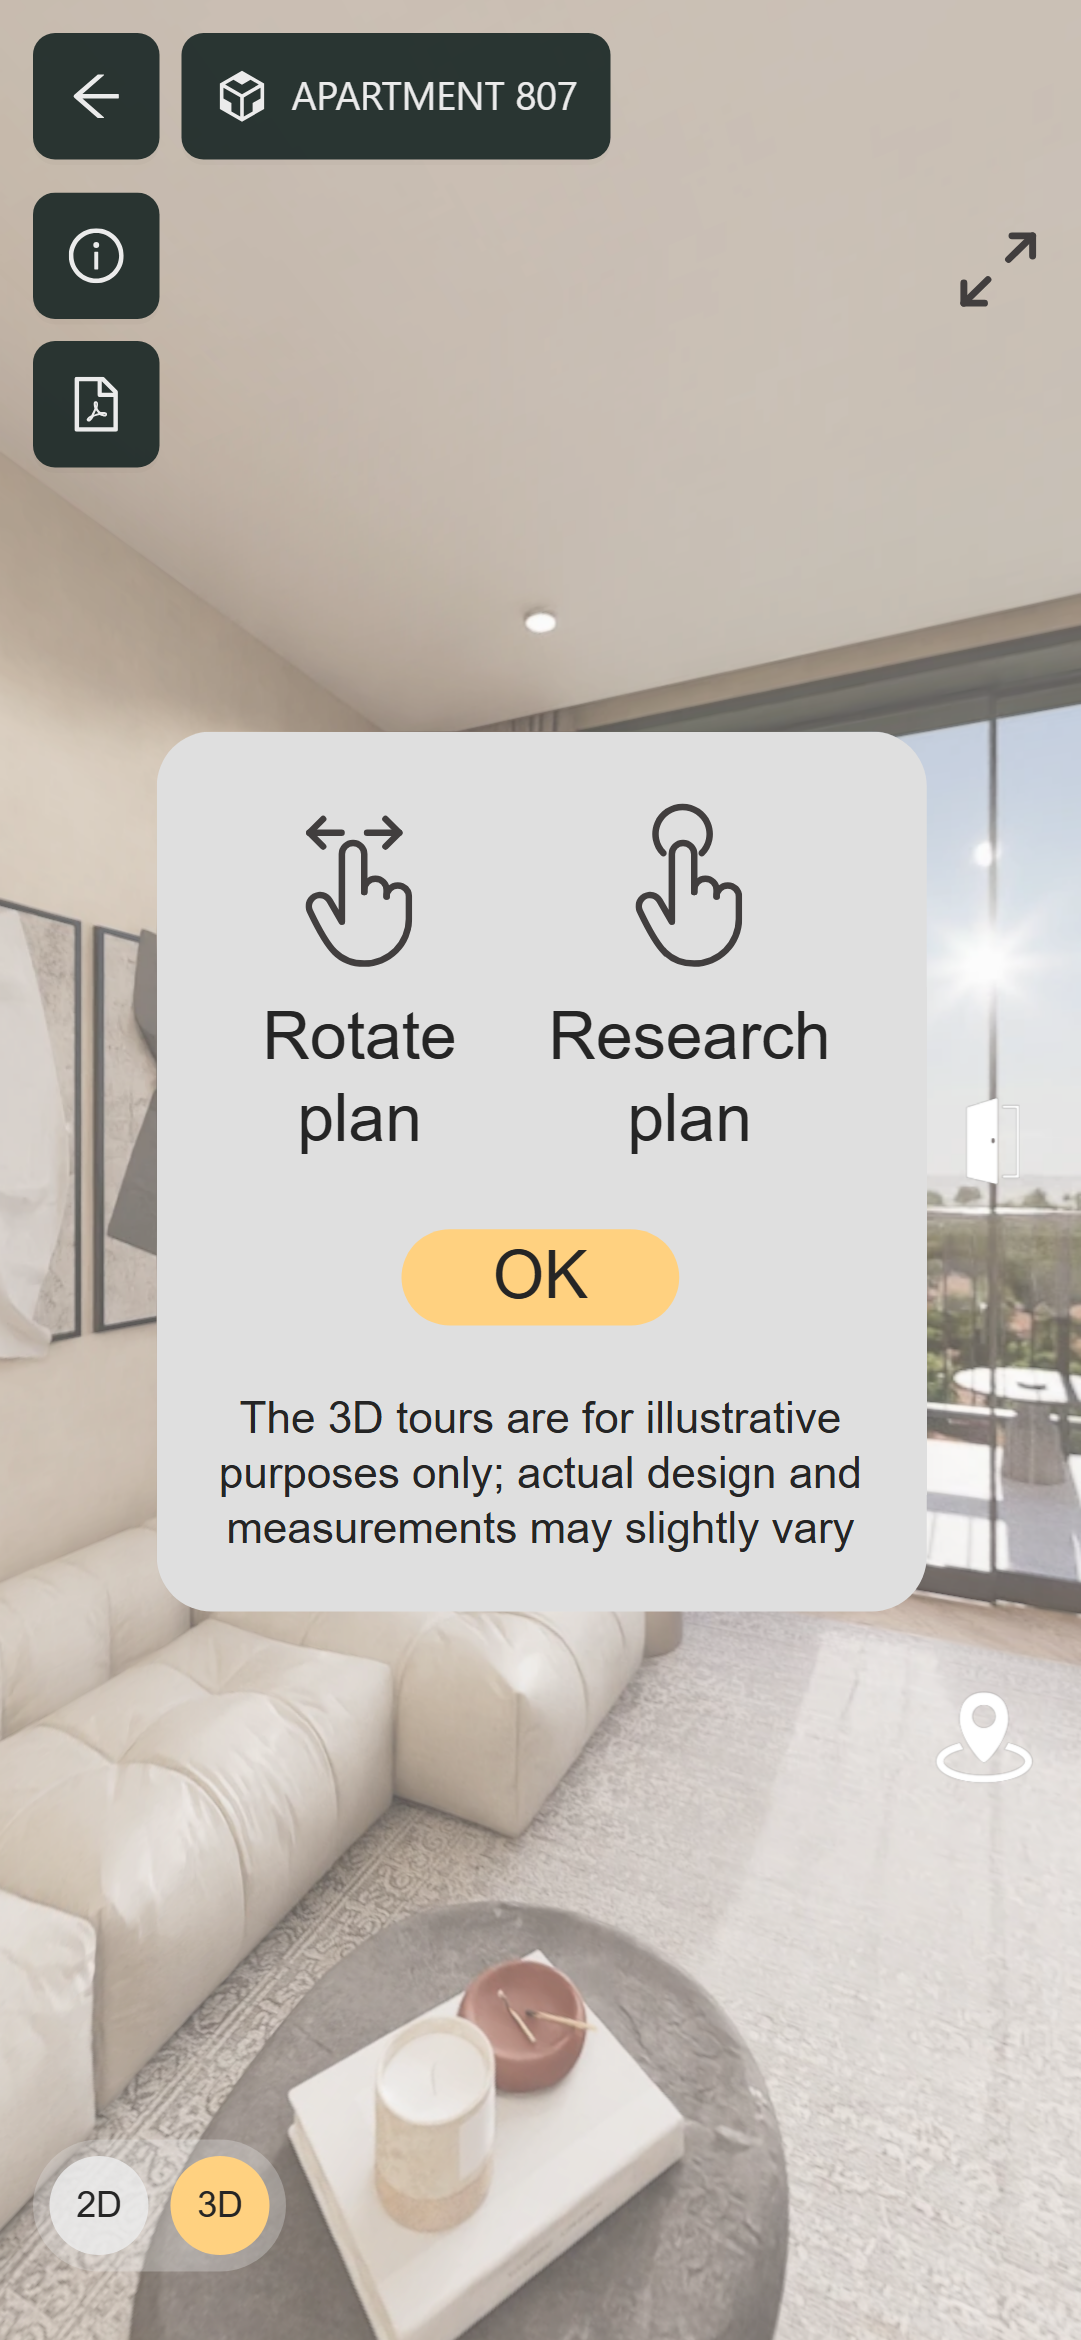 APARTMENT 807
Rotate
plan
Research
plan
OK
The 3D tours are for illustrative
purposes only; actual design and
measurements may slightly vary
2D
3D